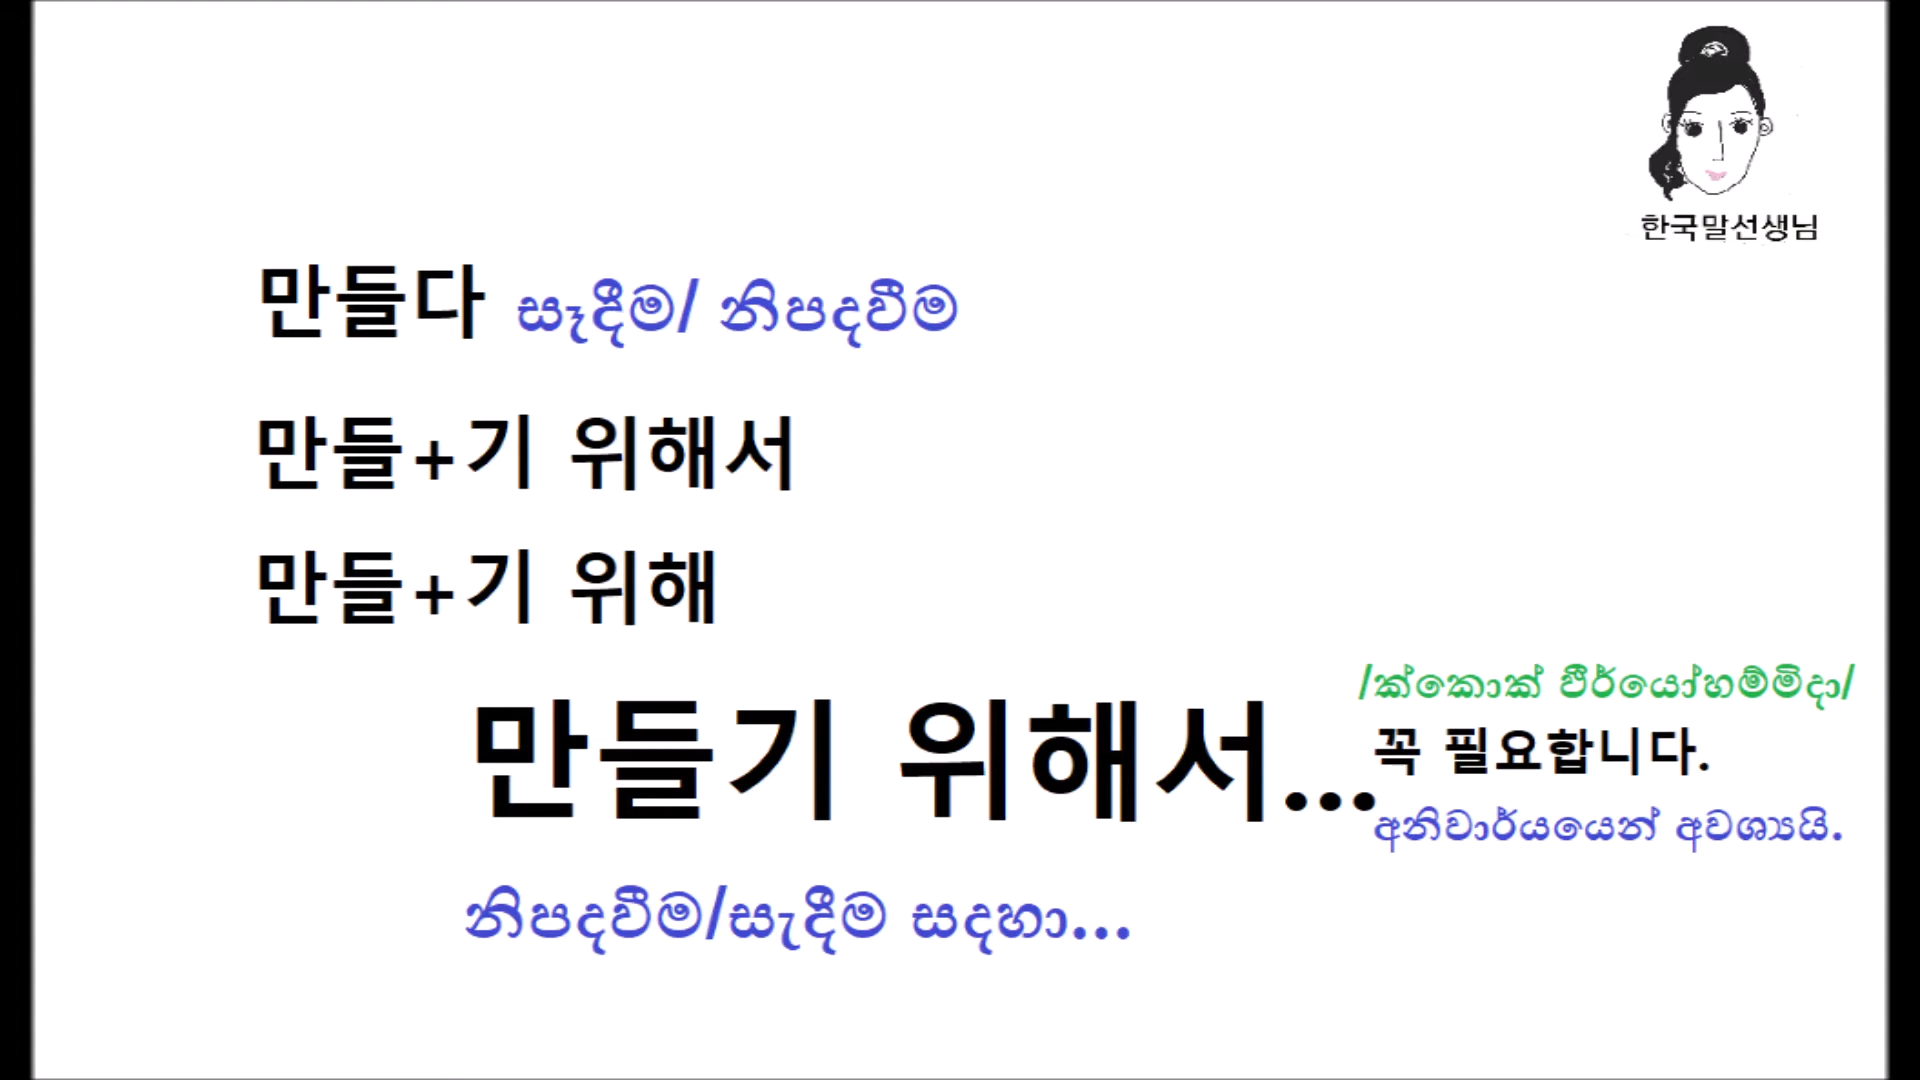 한국말선생님
만들다 සෑදීම/ නිපදවීම
만들+기 위해서
만들+기 위해
/ක්කොක් පීර්යෝහම්මිදා/
만들기 위해서... 꼭 필요합니다.
අනිවාර්යයෙන් අවශ්‍යයි.
නිපදවීම/සැදීම සදහා...